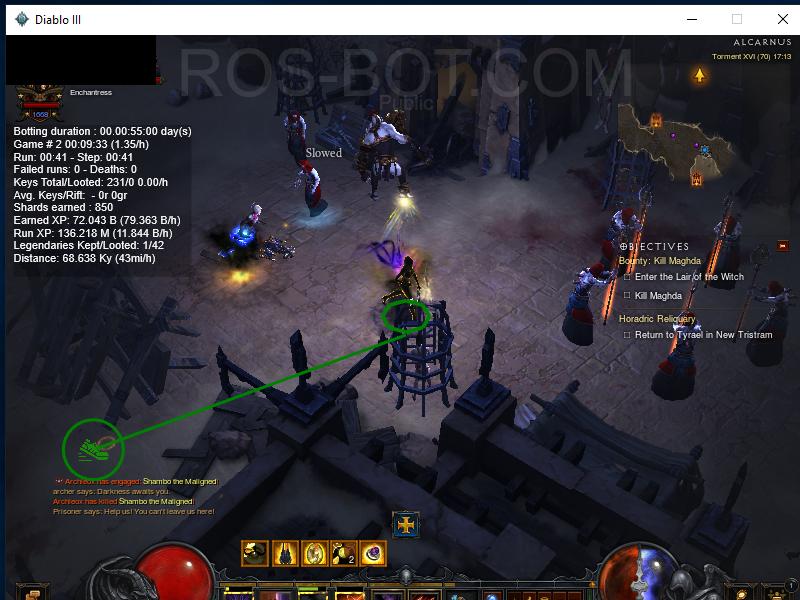 Diablo III
ALCARNUS
Torment XVI (70) 17:13
ROS-BOT.COM
Public
Enchantress
1668
Slowed
Botting duration : 00.00:55:00 day(s)
Game # 2 00:09:33 (1.35/h)
Run: 00:41 - Step: 00:41
Failed runs: 0 - Deaths: 0
Keys Total/Looted: 231/0 0.00/h
Avg. Keys/Rift:  - 0r 0gr
Shards earned : 850
Earned XP: 72.043 B (79.363 B/h)
Run XP: 136.218 M (11.844 B/h)
Legendaries Kept/Looted: 1/42
Distance: 68.638 Ky (43mi/h)
OBJECTIVES
Bounty: Kill Maghda
Enter the Lair of the Witch
Kill Maghda
Horadric Reliquary
Return to Tyrael in New Tristram
Archleox has engaged Shambo the Maligned!
archer says: Darkness awaits you.
Archleox has killed Shambo the Maligned!
Prisoner says: Help us! You can't leave us here!
2
1